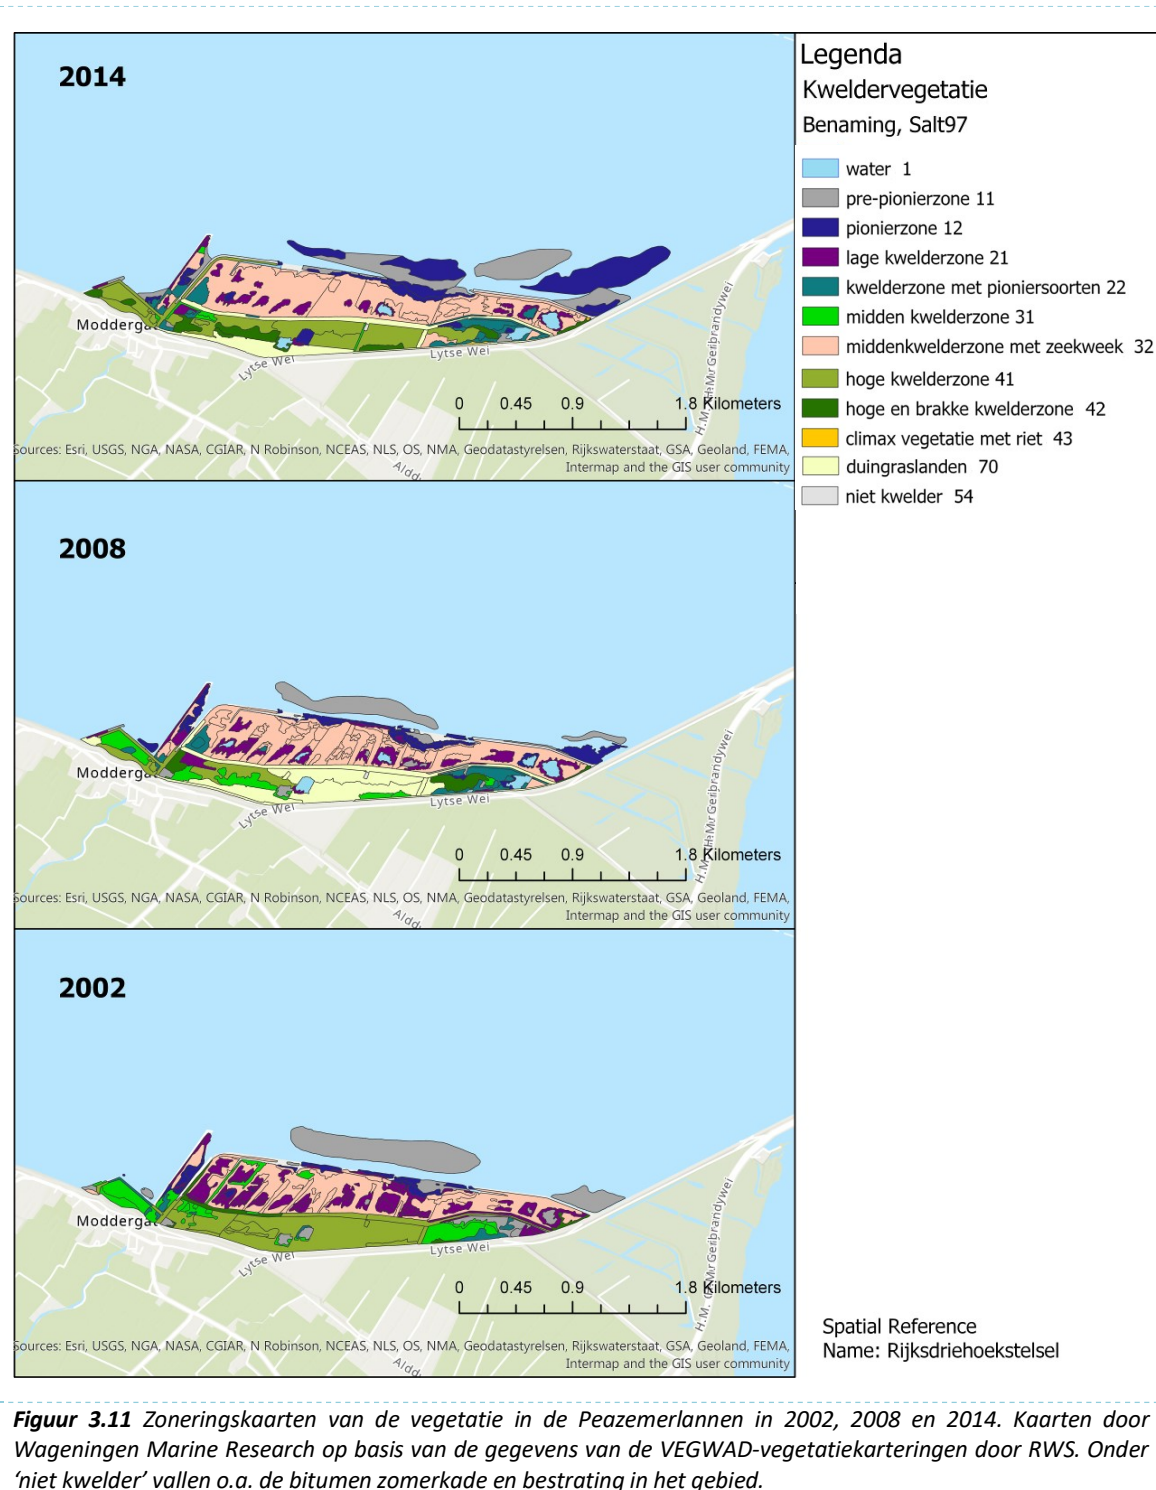 2014
Moddergat
Lytse Wei
Lytse Wei
H.M. Gerbrandywei
0 0.45 0.9 1.8 Kilometers
Sources: Esri, USGS, NGA, NASA, CGIAR, N Robinson, NCEAS, NLS, OS, NMA, Geodatastyrelsen, Rijkswaterstaat, GSA, Geoland, FEMA,
Intermap and the GIS user community
Aldd
2008
Moddergat
Lytse Wei
Lytse Wei
H.M. Gerbrandywei
0 0.45 0.9 1.8 Kilometers
Sources: Esri, USGS, NGA, NASA, CGIAR, N Robinson, NCEAS, NLS, OS, NMA, Geodatastyrelsen, Rijkswaterstaat, GSA, Geoland, FEMA,
Intermap and the GIS user community
Aldd
2002
Moddergat
Lytse Wei
Lytse Wei
H.M. Gerbrandywei
0 0.45 0.9 1.8 Kilometers
Sources: Esri, USGS, NGA, NASA, CGIAR, N Robinson, NCEAS, NLS, OS, NMA, Geodatastyrelsen, Rijkswaterstaat, GSA, Geoland, FEMA,
Intermap and the GIS user community
Aldd
Legenda
Kweldervegetatie
Benaming, Salt97
water 1
pre-pionierzone 11
pionierzone 12
lage kwelderzone 21
kwelderzone met pioniersoorten 22
midden kwelderzone 31
middenkwelderzone met zeekweek 32
hoge kwelderzone 41
hoge en brakke kwelderzone 42
climax vegetatie met riet 43
duingraslanden 70
niet kwelder 54
Spatial Reference
Name: Rijksdriehoekstelsel
Figuur 3.11 Zoneringskaarten van de vegetatie in de Peazemerlannen in 2002, 2008 en 2014. Kaarten door
Wageningen Marine Research op basis van de gegevens van de VEGWAD-vegetatiekarteringen door RWS. Onder
‘niet kwelder’ vallen o.a. de bitumen zomerkade en bestrating in het gebied.